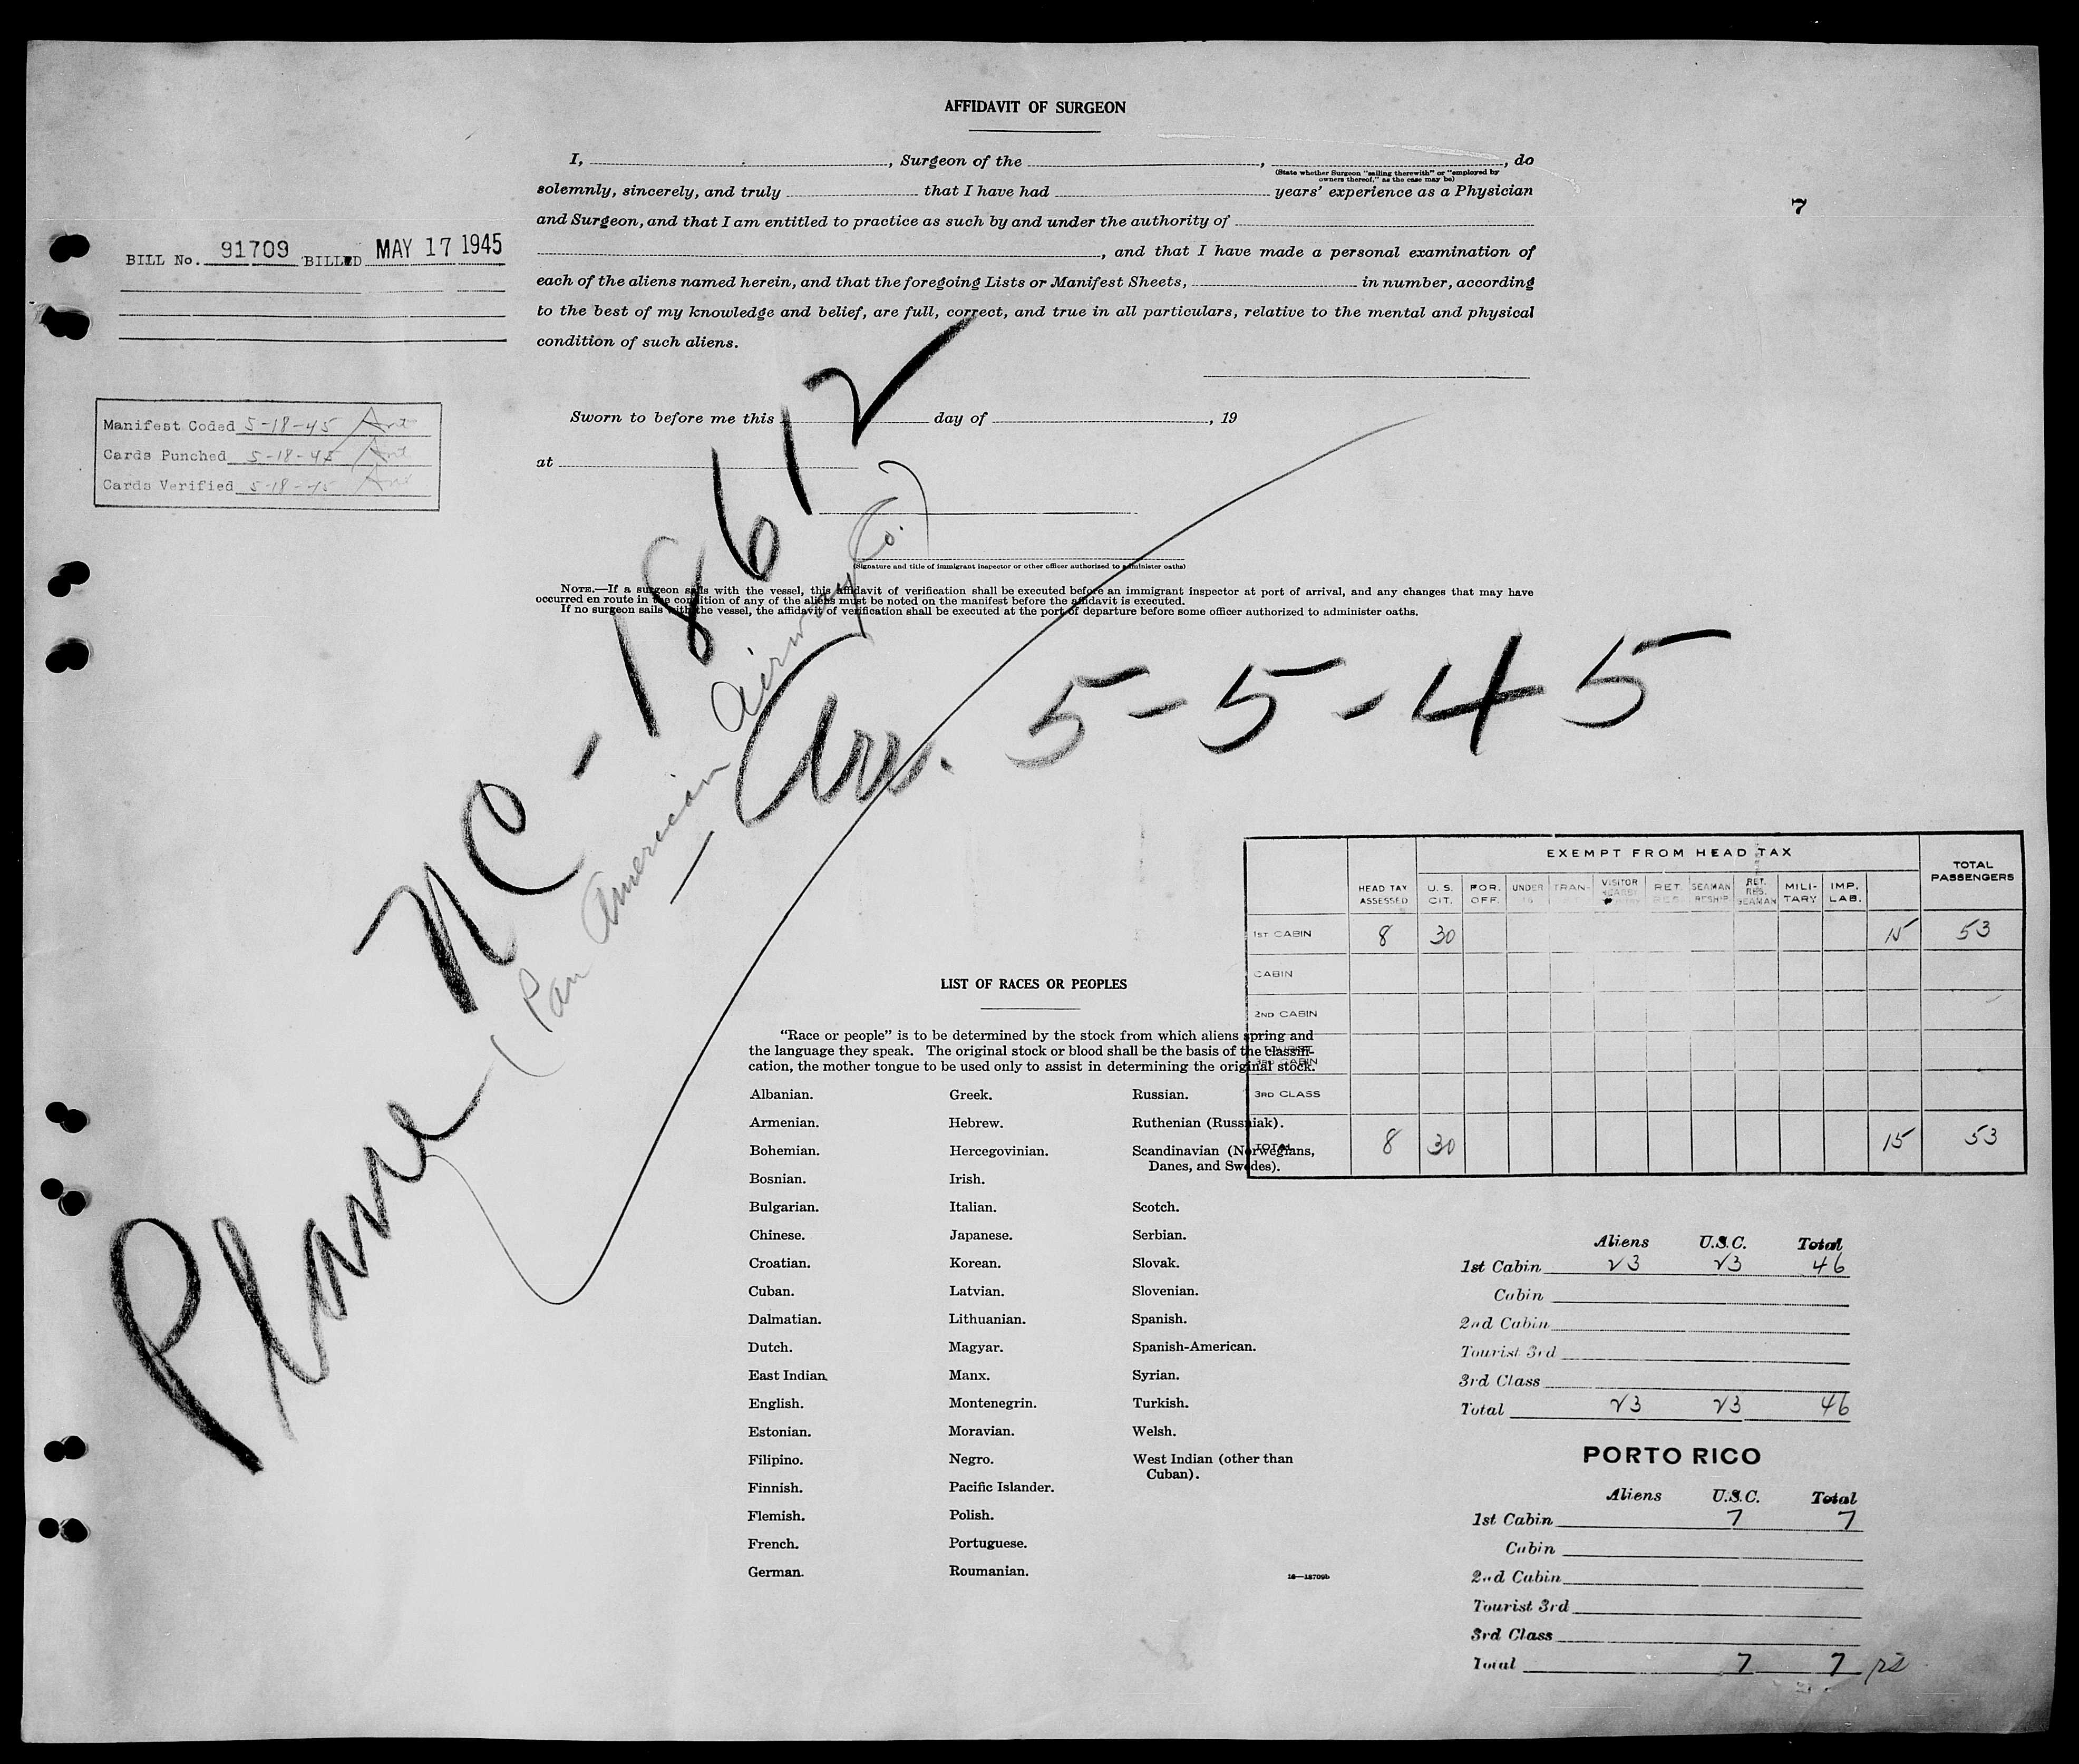 AFFIDAVIT OF SURGEON
I, , Surgeon of the , , do
(State whether Surgeon "sailing therewith" or "employed by
owners thereof," as the case may be)
solemnly, sincerely, and truly that I have had years' experience as a Physician
and Surgeon, and that I am entitled to practice as such by and under the authority of
, and that I have made a personal examination of
each of the aliens named herein, and that the foregoing Lists or Manifest Sheets, in number, according
to the best of my knowledge and belief, are full, correct, and true in all particulars, relative to the mental and physical
condition of such aliens.
7
BILL No. 91709 BILLED MAY 17 1945
Manifest Coded 5-18-45
Cards Punched 5-18-45
Cards Verified 5-18-45
Sworn to before me this day of , 19
at
(Signature and title of immigrant inspector or other officer authorized to administer oaths)
NOTE.—If a surgeon sails with the vessel, this affidavit of verification shall be executed before an immigrant inspector at port of arrival, and any changes that may have
occurred en route in the condition of any of the aliens must be noted on the manifest before the affidavit is executed.
If no surgeon sails with the vessel, the affidavit of verification shall be executed at the port of departure before some officer authorized to administer oaths.
Plane NC-18612
(Pan American Airways Co.)
— Arr. 5-5-45
EXEMPT FROM HEAD TAX
HEAD TAX ASSESSED U. S. CIT. FOR. OFF. UNDER 16 TRAN- VISITOR RET. RES. SEAMAN RESHIP. RET. RES. SEAMAN MILI- TARY IMP. LAB. TOTAL PASSENGERS
1ST CABIN 8 30 15 53
CABIN
2ND CABIN
3RD CABIN
3RD CLASS
TOTAL 8 30 15 53
LIST OF RACES OR PEOPLES
"Race or people" is to be determined by the stock from which aliens spring and
the language they speak. The original stock or blood shall be the basis of the classifi-
cation, the mother tongue to be used only to assist in determining the original stock.
Albanian. Greek. Russian.
Armenian. Hebrew. Ruthenian (Russniak).
Bohemian. Hercegovinian. Scandinavian (Norwegians,
Danes, and Swedes).
Bosnian. Irish.
Bulgarian. Italian. Scotch.
Chinese. Japanese. Serbian.
Croatian. Korean. Slovak.
Cuban. Latvian. Slovenian.
Dalmatian. Lithuanian. Spanish.
Dutch. Magyar. Spanish-American.
East Indian. Manx. Syrian.
English. Montenegrin. Turkish.
Estonian. Moravian. Welsh.
Filipino. Negro. West Indian (other than
Cuban).
Finnish. Pacific Islander.
Flemish. Polish.
French. Portuguese.
German. Roumanian.
16—18709b
Aliens U.S.C. Total
1st Cabin 23 23 46
Cabin
2nd Cabin
Tourist 3rd
3rd Class
Total 23 23 46
PORTO RICO
Aliens U.S.C. Total
1st Cabin 7 7
Cabin
2nd Cabin
Tourist 3rd
3rd Class
Total 7 7